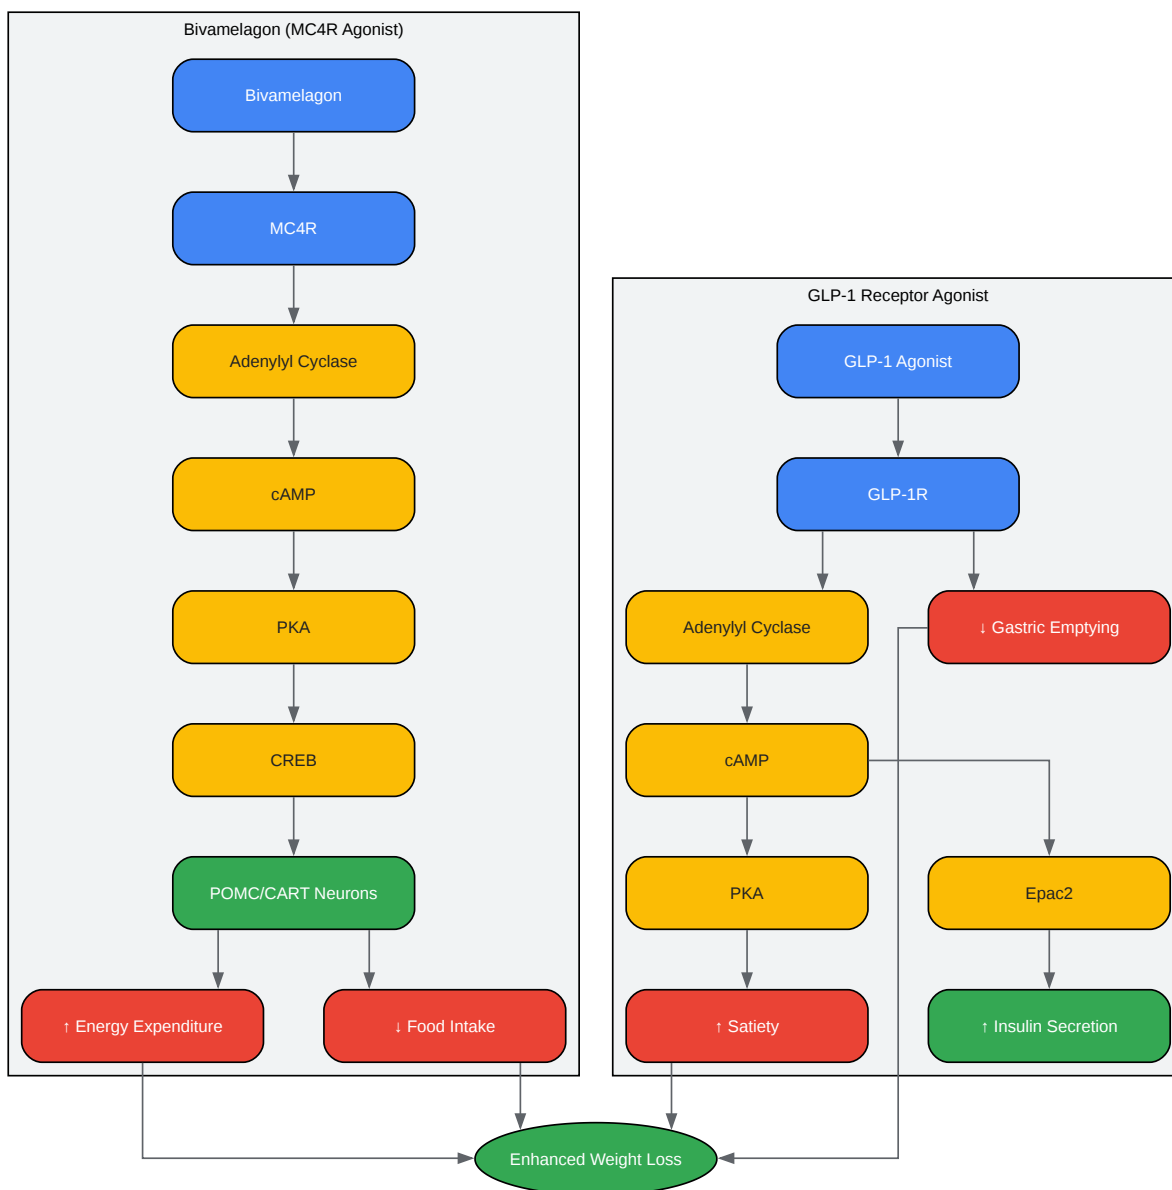 Bivamelagon (MC4R Agonist)
Bivamelagon
MC4R
Adenylyl Cyclase
cAMP
PKA
CREB
POMC/CART Neurons
↑ Energy Expenditure
↓ Food Intake
GLP-1 Receptor Agonist
GLP-1 Agonist
GLP-1R
Adenylyl Cyclase
↓ Gastric Emptying
cAMP
PKA
Epac2
↑ Satiety
↑ Insulin Secretion
Enhanced Weight Loss